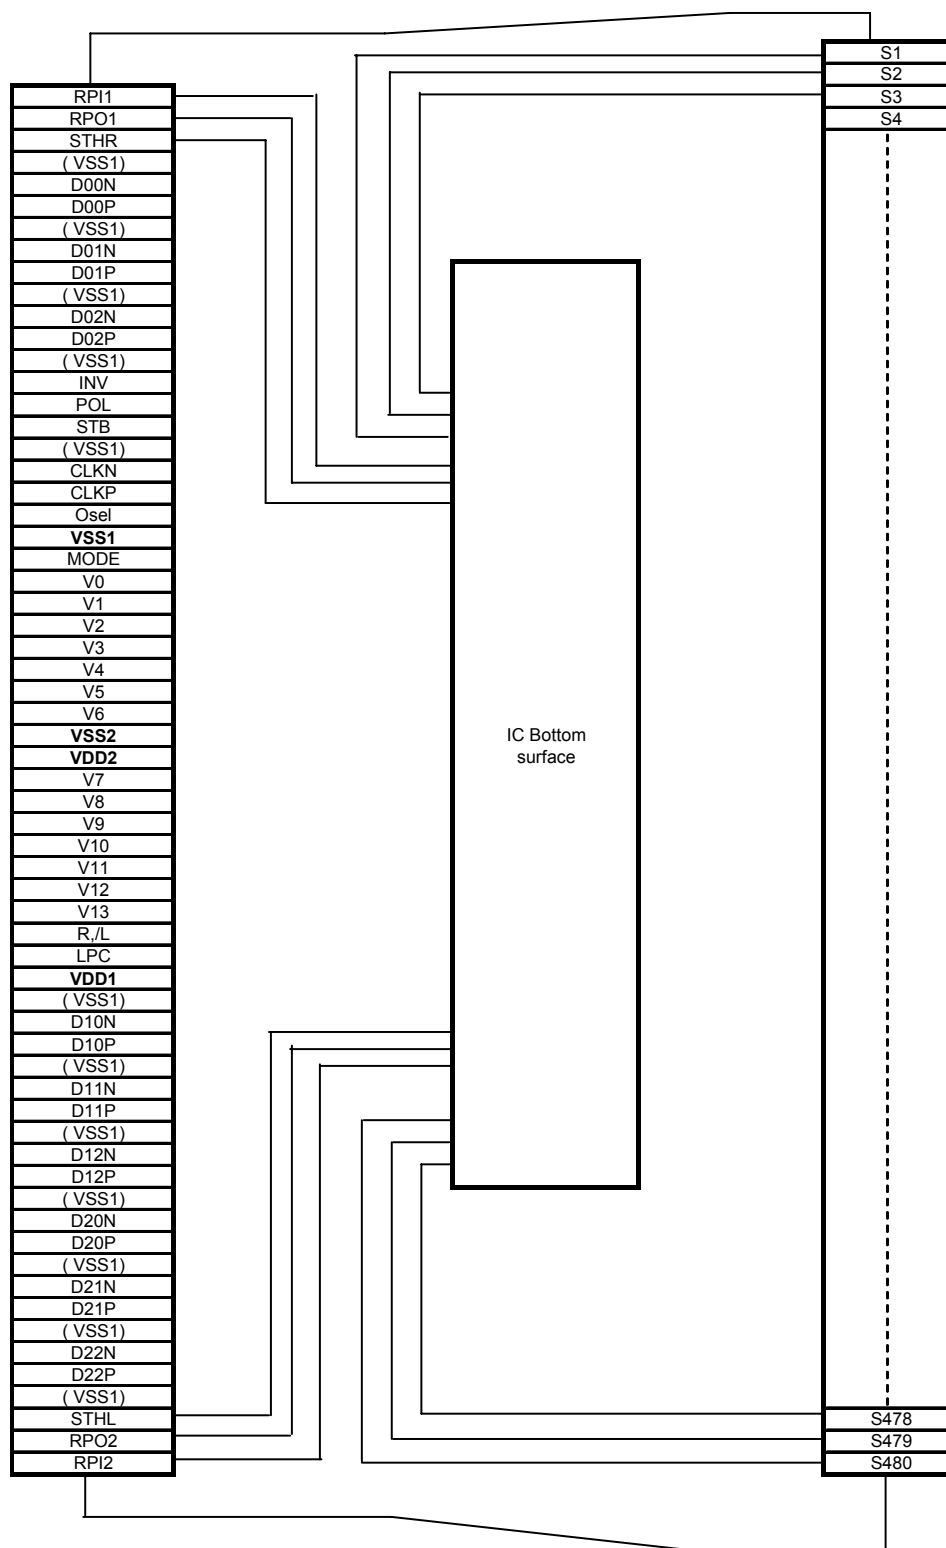 RPI1
RPO1
STHR
( VSS1)
D00N
D00P
( VSS1)
D01N
D01P
( VSS1)
D02N
D02P
( VSS1)
INV
POL
STB
( VSS1)
CLKN
CLKP
Osel
VSS1
MODE
V0
V1
V2
V3
V4
V5
V6
VSS2
VDD2
V7
V8
V9
V10
V11
V12
V13
R,/L
LPC
VDD1
( VSS1)
D10N
D10P
( VSS1)
D11N
D11P
( VSS1)
D12N
D12P
( VSS1)
D20N
D20P
( VSS1)
D21N
D21P
( VSS1)
D22N
D22P
( VSS1)
STHL
RPO2
RPI2
IC Bottom
surface
S1
S2
S3
S4
S478
S479
S480